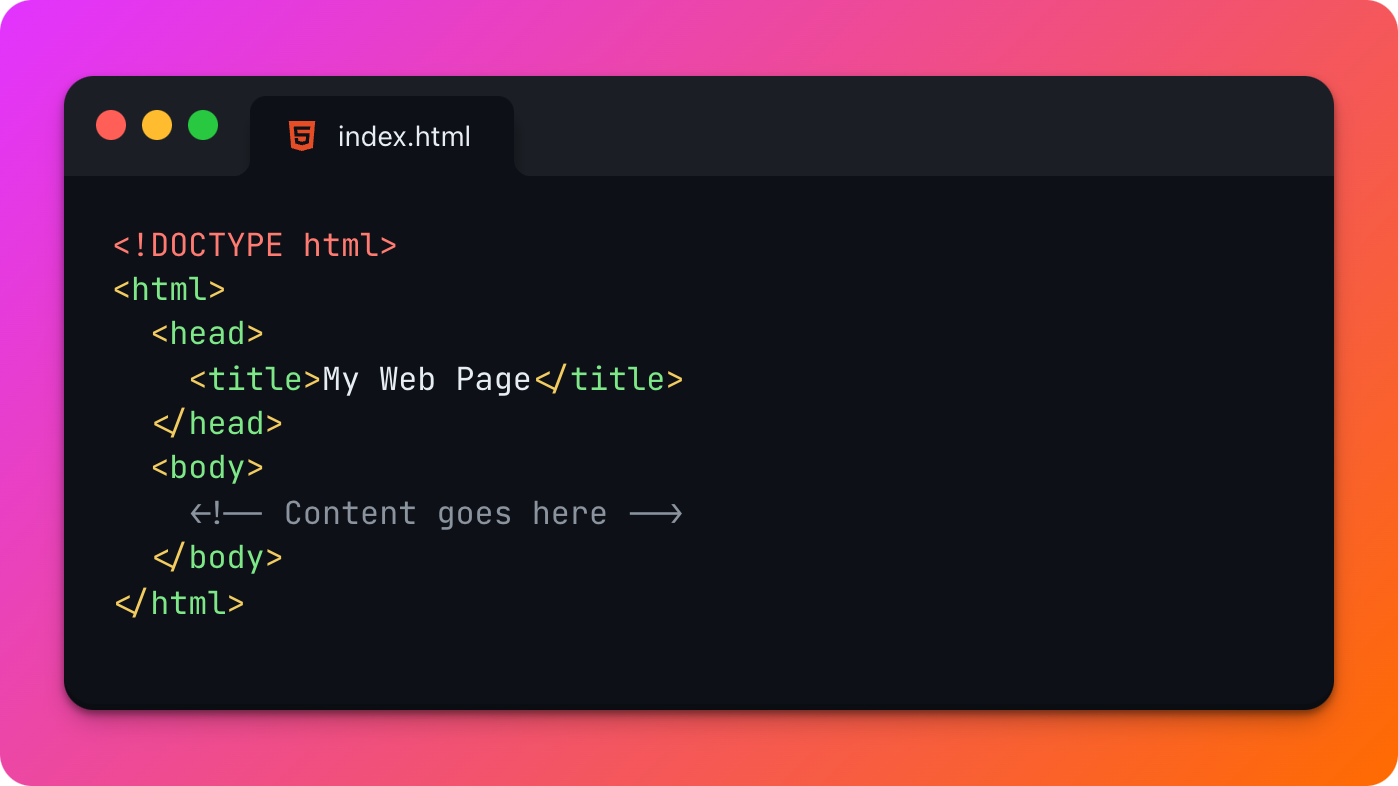 index.html
<!DOCTYPE html>
<html>
  <head>
    <title>My Web Page</title>
  </head>
  <body>
    <!-- Content goes here -->
  </body>
</html>